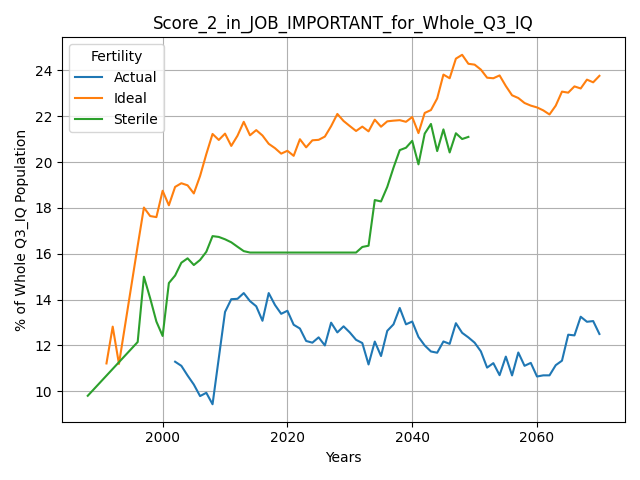 Score_2_in_JOB_IMPORTANT_for_Whole_Q3_IQ
Fertility
Actual
Ideal
Sterile
% of Whole Q3_IQ Population
24
22
20
18
16
14
12
10
2000
2020
2040
2060
Years